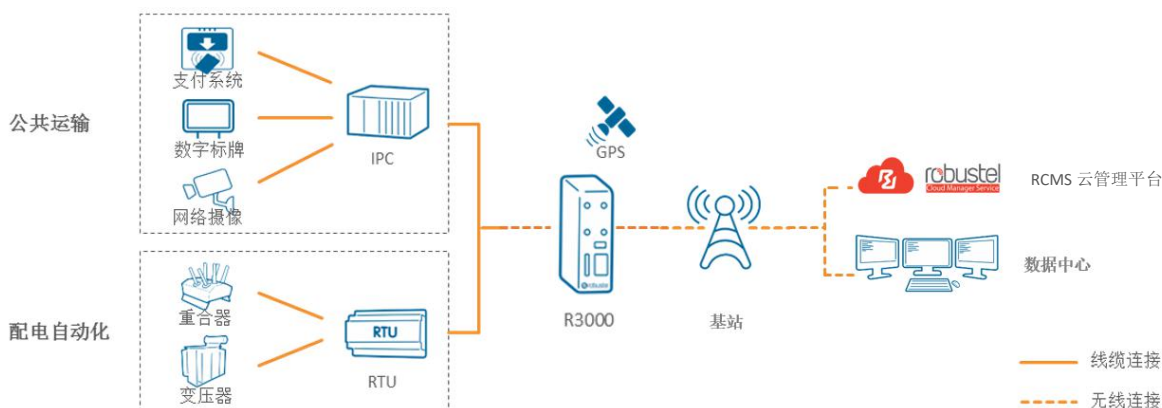 公共运输
支付系统
数字标牌
网络摄像
IPC
配电自动化
重合器
变压器
RTU
RTU
GPS
robustel
R3000
基站
robustel
Cloud Manager Service
RCMS 云管理平台
数据中心
线缆连接
无线连接